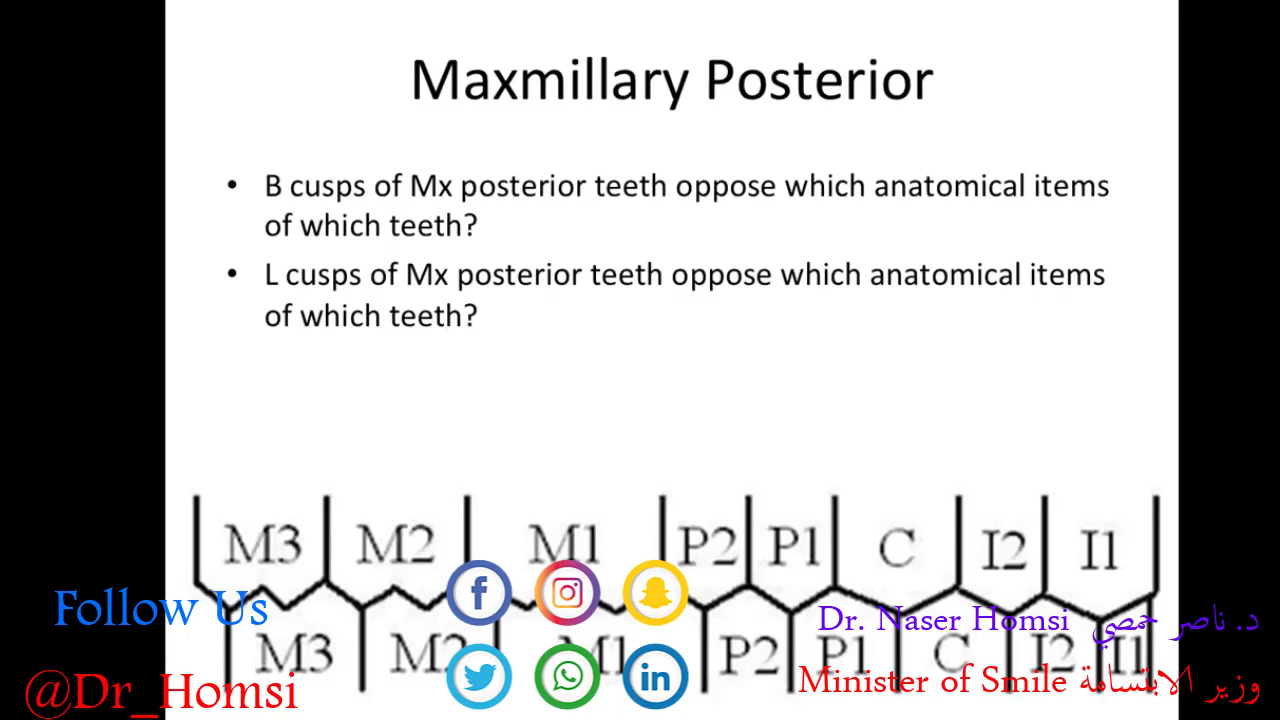 Maxmillary Posterior
• B cusps of Mx posterior teeth oppose which anatomical items
of which teeth?
• L cusps of Mx posterior teeth oppose which anatomical items
of which teeth?
M3 M2 M1 P2 P1 C I2 I1
Follow Us
Dr. Naser Homsi د. ناصر حمصي
M3 M2 M1 P2 P1 C I2 I1
@Dr_Homsi
Minister of Smile وزير الابتسامة